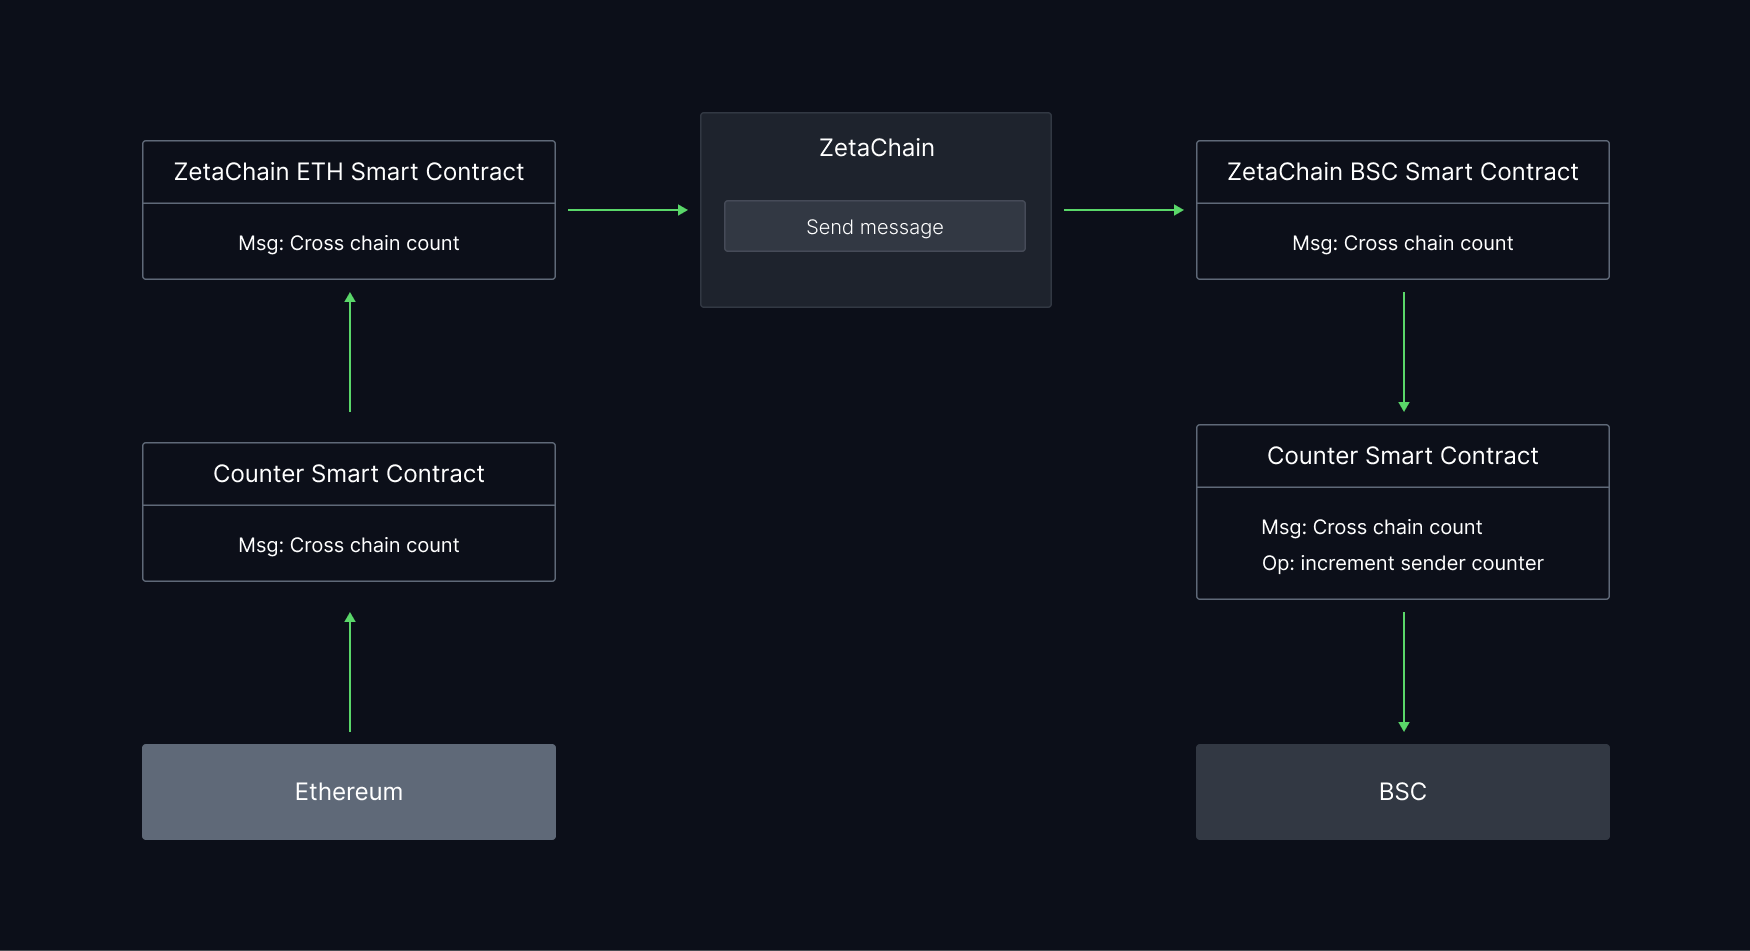 ZetaChain ETH Smart Contract
Msg: Cross chain count
ZetaChain
Send message
ZetaChain BSC Smart Contract
Msg: Cross chain count
Counter Smart Contract
Msg: Cross chain count
Counter Smart Contract
Msg: Cross chain count
Op: increment sender counter
Ethereum
BSC